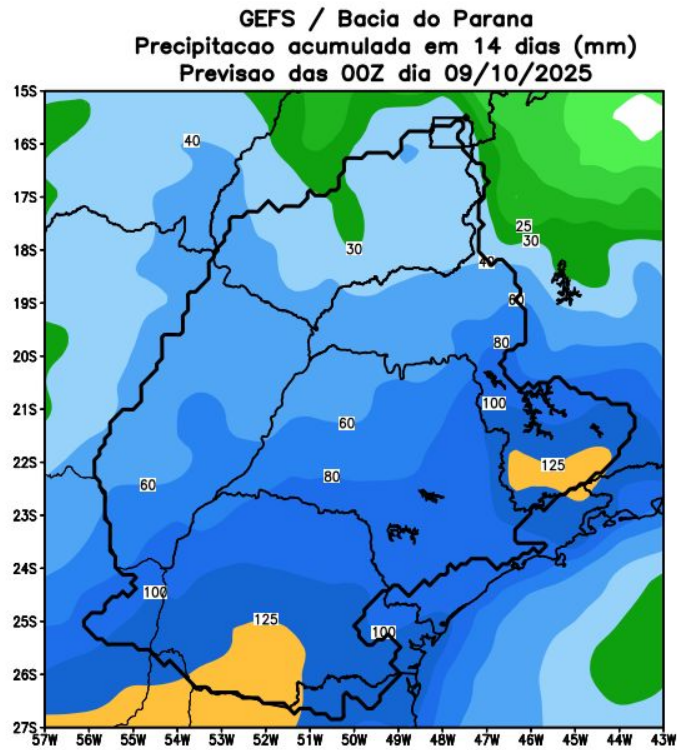 GEFS / Bacia do Parana
Precipitacao acumulada em 14 dias (mm)
Previsao das 00Z dia 09/10/2025
15S
16S
40
17S
25
30
18S
30
40
19S
60
20S
80
21S
100
60
22S
125
60
80
23S
24S
100
25S
125
100
26S
27S
57W 56W 55W 54W 53W 52W 51W 50W 49W 48W 47W 46W 45W 44W 43W